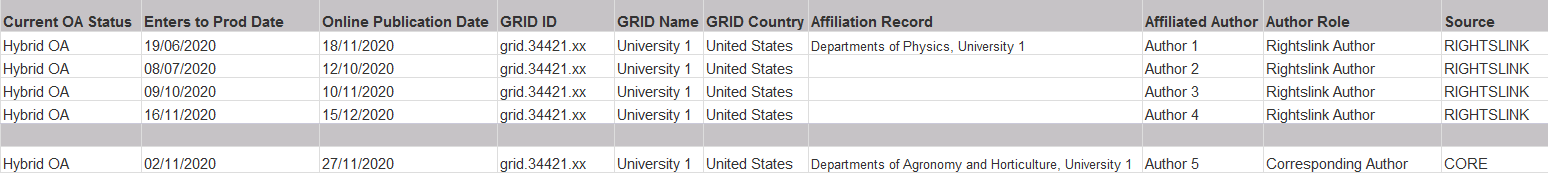 Current OA Status Enters to Prod Date Online Publication Date GRID ID GRID Name GRID Country Affiliation Record Affiliated Author Author Role Source
Hybrid OA 19/06/2020 18/11/2020 grid.34421.xx University 1 United States Departments of Physics, University 1 Author 1 Rightslink Author RIGHTSLINK
Hybrid OA 08/07/2020 12/10/2020 grid.34421.xx University 1 United States Author 2 Rightslink Author RIGHTSLINK
Hybrid OA 09/10/2020 10/11/2020 grid.34421.xx University 1 United States Author 3 Rightslink Author RIGHTSLINK
Hybrid OA 16/11/2020 15/12/2020 grid.34421.xx University 1 United States Author 4 Rightslink Author RIGHTSLINK
Hybrid OA 02/11/2020 27/11/2020 grid.34421.xx University 1 United States Departments of Agronomy and Horticulture, University 1 Author 5 Corresponding Author CORE